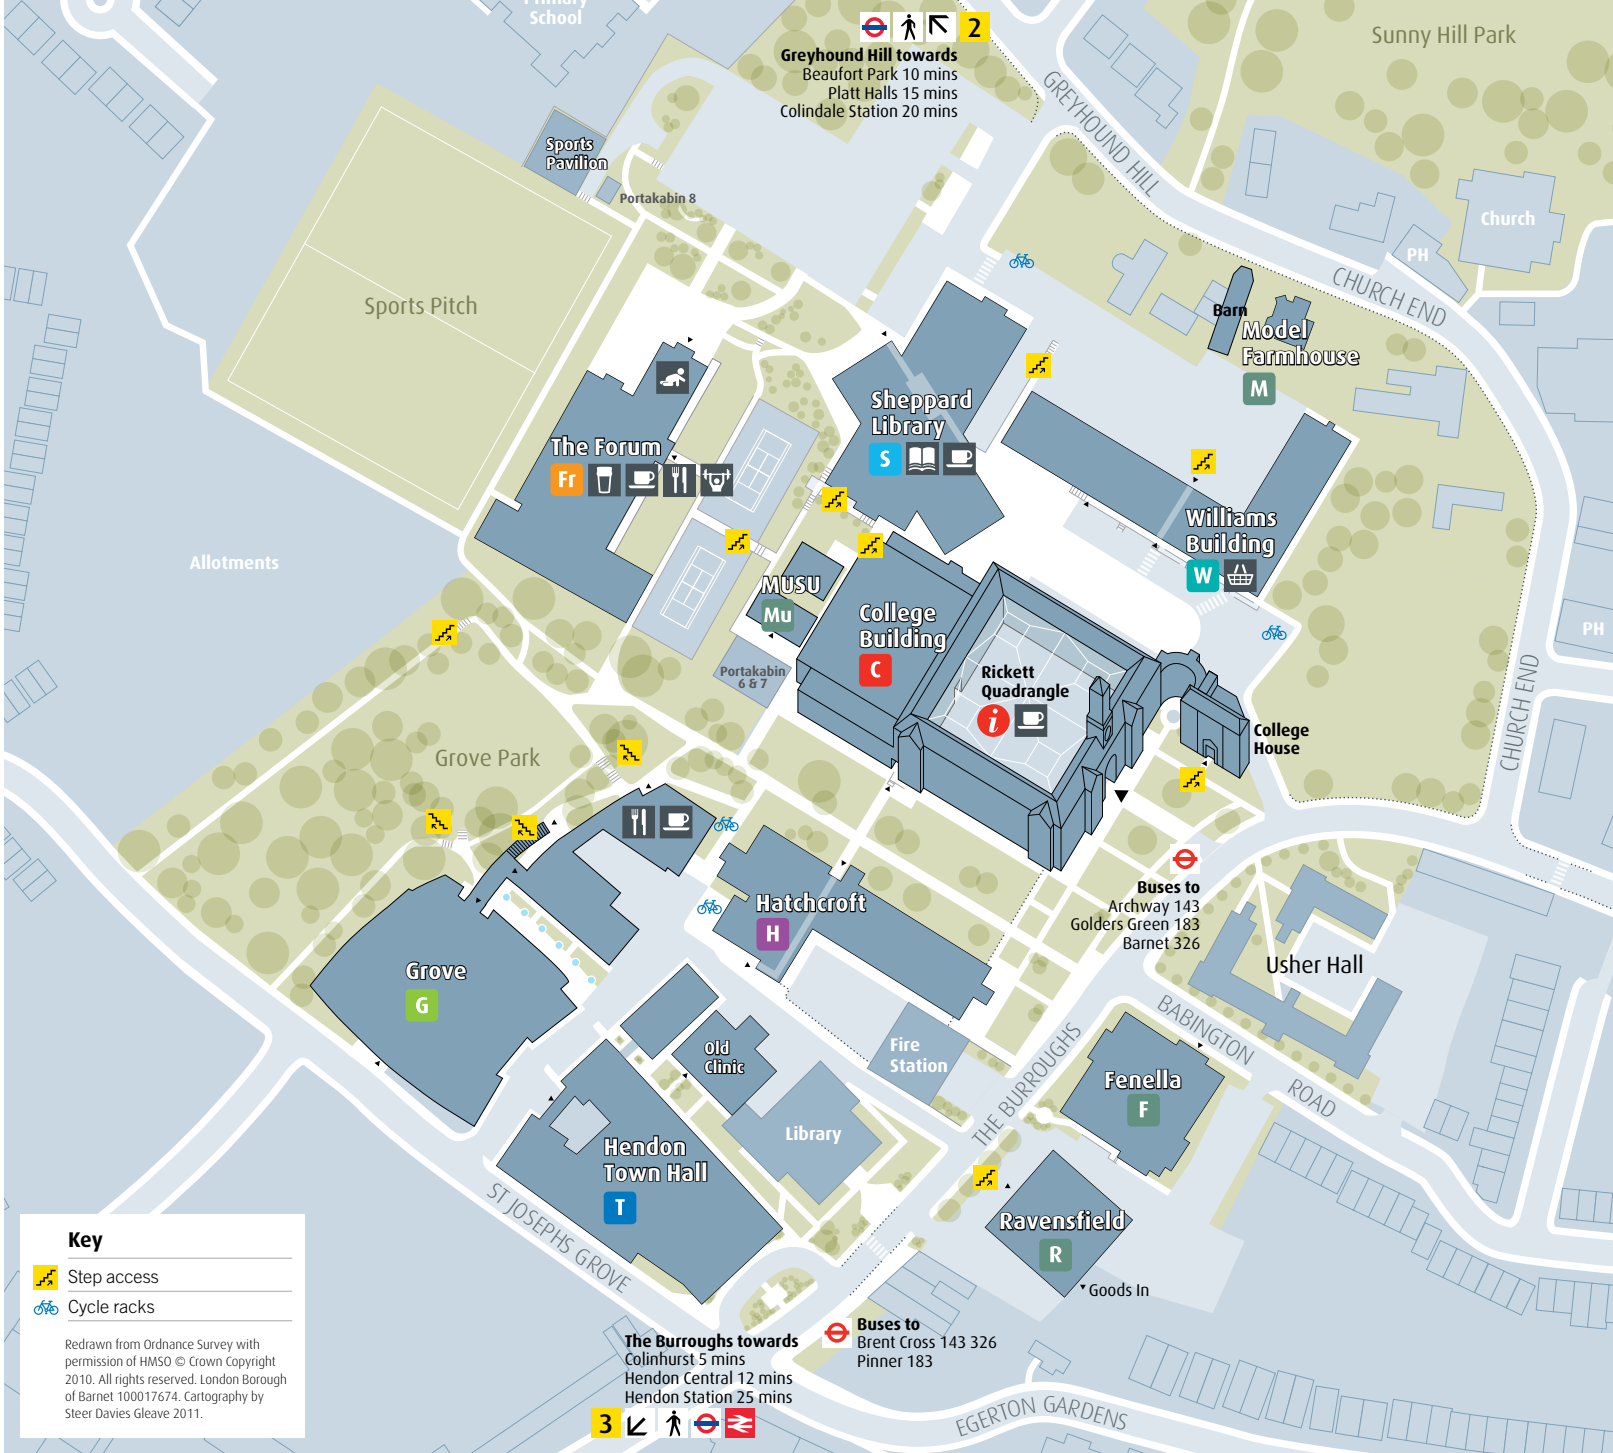 Primary
School
2
Greyhound Hill towards
Beaufort Park 10 mins
Platt Halls 15 mins
Colindale Station 20 mins
Sunny Hill Park
GREYHOUND HILL
Sports
Pavilion
Portakabin 8
Church
PH
CHURCH END
Sports Pitch
Barn
Model
Farmhouse
M
Sheppard
Library
S
The Forum
Fr
Williams
Building
W
Allotments
MUSU
Mu
College
Building
C
PH
Portakabin
6 & 7
Rickett
Quadrangle
i
CHURCH END
College
House
Grove Park
Buses to
Archway 143
Golders Green 183
Barnet 326
Hatchcroft
H
Usher Hall
Grove
G
BABINGTON
ROAD
Old
Clinic
Fire
Station
THE BURROUGHS
Fenella
F
Library
Hendon
Town Hall
T
ST JOSEPHS GROVE
Ravensfield
R
Goods In
Key
Step access
Cycle racks
Redrawn from Ordnance Survey with
permission of HMSO © Crown Copyright
2010. All rights reserved. London Borough
of Barnet 100017674. Cartography by
Steer Davies Gleave 2011.
The Burroughs towards
Colinhurst 5 mins
Hendon Central 12 mins
Hendon Station 25 mins
3
Buses to
Brent Cross 143 326
Pinner 183
EGERTON GARDENS